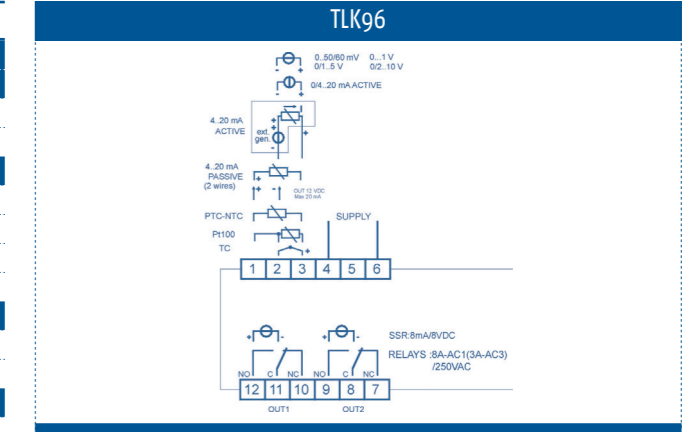 TLK96
0..50/60 mV 0...1 V
0/1..5 V 0/2..10 V
- +
0/4..20 mA ACTIVE
- +
4..20 mA
ACTIVE
ext.
gen.
+
+
+
-
4..20 mA
PASSIVE
(2 wires)
+
+ -
OUT 12 VDC
Max 20 mA
PTC-NTC
SUPPLY
Pt100
TC
+
1 2 3 4 5 6
+ - + -
SSR:8mA/8VDC
RELAYS :8A-AC1(3A-AC3)
/250VAC
NO C NC NO C NC
12 11 10 9 8 7
OUT1 OUT2